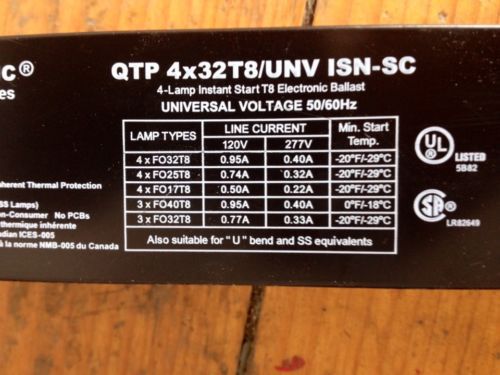 IC®
es
QTP 4x32T8/UNV ISN-SC
4-Lamp Instant Start T8 Electronic Ballast
UNIVERSAL VOLTAGE 50/60Hz
LAMP TYPES LINE CURRENT Min. Start Temp.
120V 277V
4 x FO32T8 0.95A 0.40A -20°F/-29°C
4 x FO25T8 0.74A 0.32A -20°F/-29°C
4 x FO17T8 0.50A 0.22A -20°F/-29°C
3 x FO40T8 0.95A 0.40A 0°F/-18°C
3 x FO32T8 0.77A 0.33A -20°F/-29°C
Also suitable for "U" bend and SS equivalents
herent Thermal Protection
SS Lamps)
n-Consumer No PCBs
thermique inhérente
dian ICES-005
à la norme NMB-005 du Canada
UL ® LISTED
5B82
SA ®
LR82649